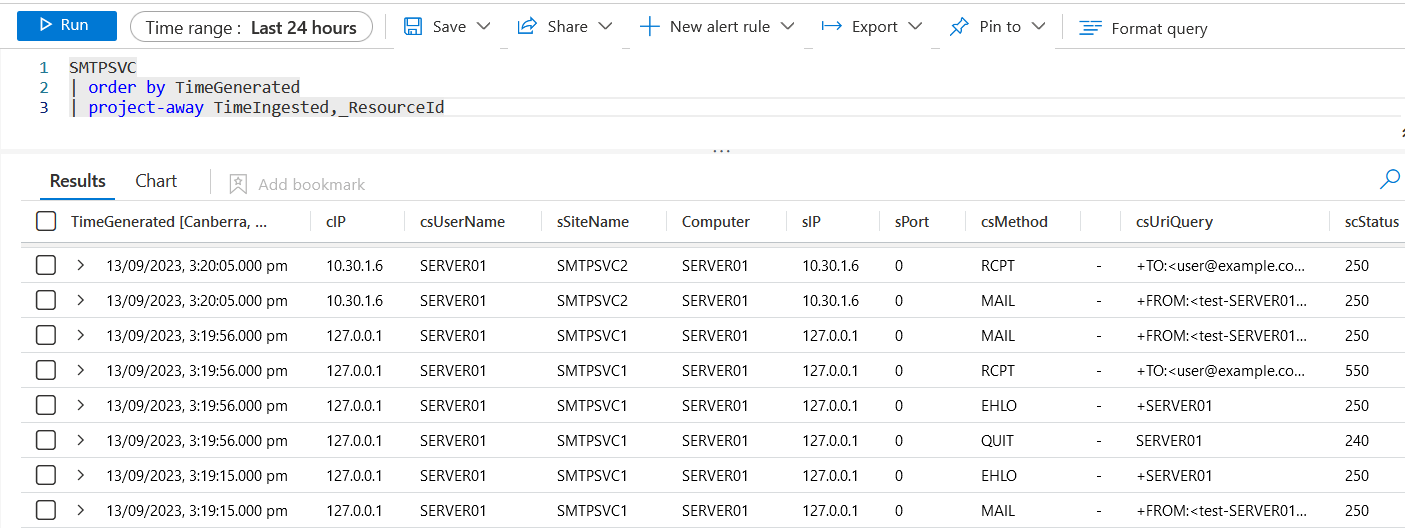 Run Time range : Last 24 hours Save Share New alert rule Export Pin to Format query
1 SMTPSVC
2 | order by TimeGenerated
3 | project-away TimeIngested,_ResourceId
...
Results Chart Add bookmark
TimeGenerated [Canberra, ... cIP csUserName sSiteName Computer sIP sPort csMethod csUriQuery scStatus
13/09/2023, 3:20:05.000 pm 10.30.1.6 SERVER01 SMTPSVC2 SERVER01 10.30.1.6 0 RCPT - +TO:<user@example.co... 250
13/09/2023, 3:20:05.000 pm 10.30.1.6 SERVER01 SMTPSVC2 SERVER01 10.30.1.6 0 MAIL - +FROM:<test-SERVER01... 250
13/09/2023, 3:19:56.000 pm 127.0.0.1 SERVER01 SMTPSVC1 SERVER01 127.0.0.1 0 MAIL - +FROM:<test-SERVER01... 250
13/09/2023, 3:19:56.000 pm 127.0.0.1 SERVER01 SMTPSVC1 SERVER01 127.0.0.1 0 RCPT - +TO:<user@example.co... 550
13/09/2023, 3:19:56.000 pm 127.0.0.1 SERVER01 SMTPSVC1 SERVER01 127.0.0.1 0 EHLO - +SERVER01 250
13/09/2023, 3:19:56.000 pm 127.0.0.1 SERVER01 SMTPSVC1 SERVER01 127.0.0.1 0 QUIT - SERVER01 240
13/09/2023, 3:19:15.000 pm 127.0.0.1 SERVER01 SMTPSVC1 SERVER01 127.0.0.1 0 EHLO - +SERVER01 250
13/09/2023, 3:19:15.000 pm 127.0.0.1 SERVER01 SMTPSVC1 SERVER01 127.0.0.1 0 MAIL - +FROM:<test-SERVER01... 250